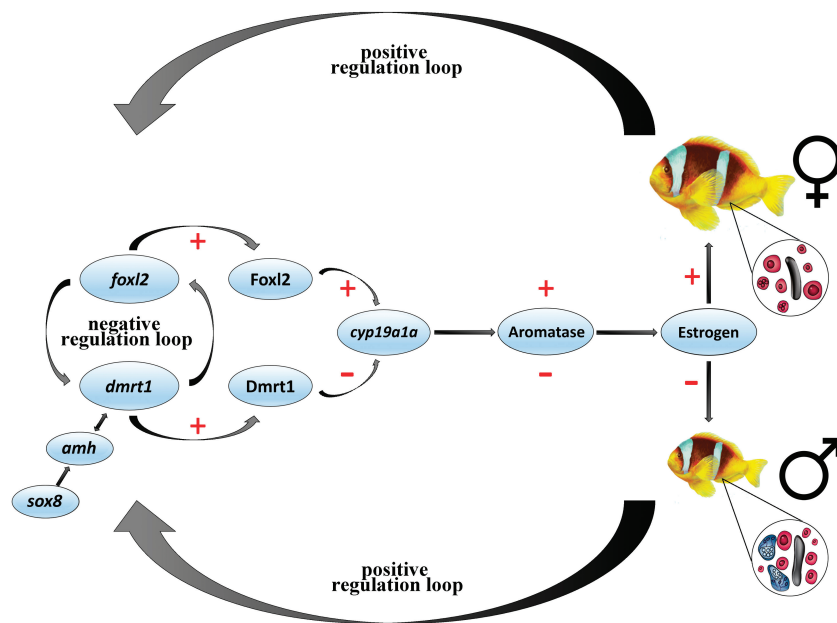 positive
regulation loop
+
foxl2
Foxl2
+
+
+
negative
regulation loop
cyp19a1a
Aromatase
Estrogen
dmrt1
Dmrt1
−
−
−
+
amh
sox8
positive
regulation loop